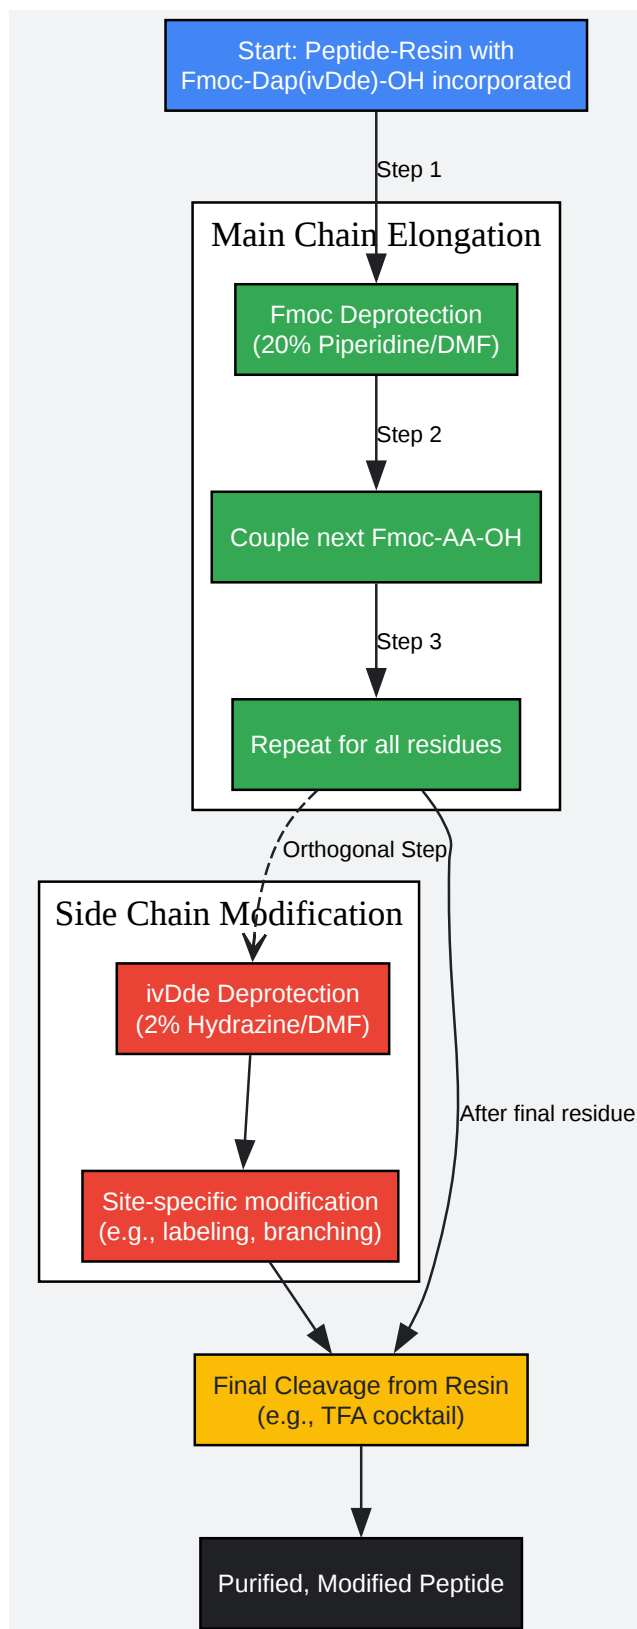 Start: Peptide-Resin with
Fmoc-Dap(ivDde)-OH incorporated
Step 1
Main Chain Elongation
Fmoc Deprotection
(20% Piperidine/DMF)
Step 2
Couple next Fmoc-AA-OH
Step 3
Repeat for all residues
Orthogonal Step
Side Chain Modification
ivDde Deprotection
(2% Hydrazine/DMF)
After final residue
Site-specific modification
(e.g., labeling, branching)
Final Cleavage from Resin
(e.g., TFA cocktail)
Purified, Modified Peptide